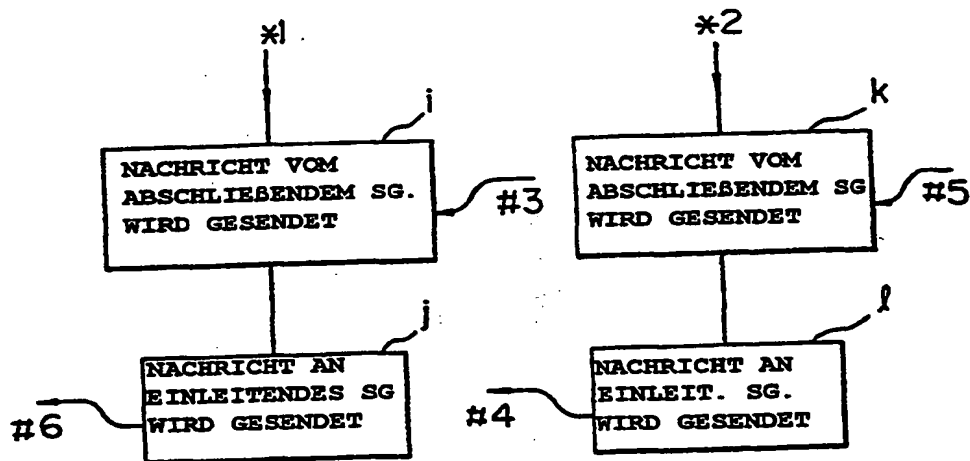 *1
*2
i
k
NACHRICHT VOM
ABSCHLIEßENDEM SG.
WIRD GESENDET
#3
NACHRICHT VOM
ABSCHLIEßENDEM SG
WIRD GESENDET
#5
j
l
NACHRICHT AN
EINLEITENDES SG
WIRD GESENDET
#6
NACHRICHT AN
EINLEIT. SG.
WIRD GESENDET
#4